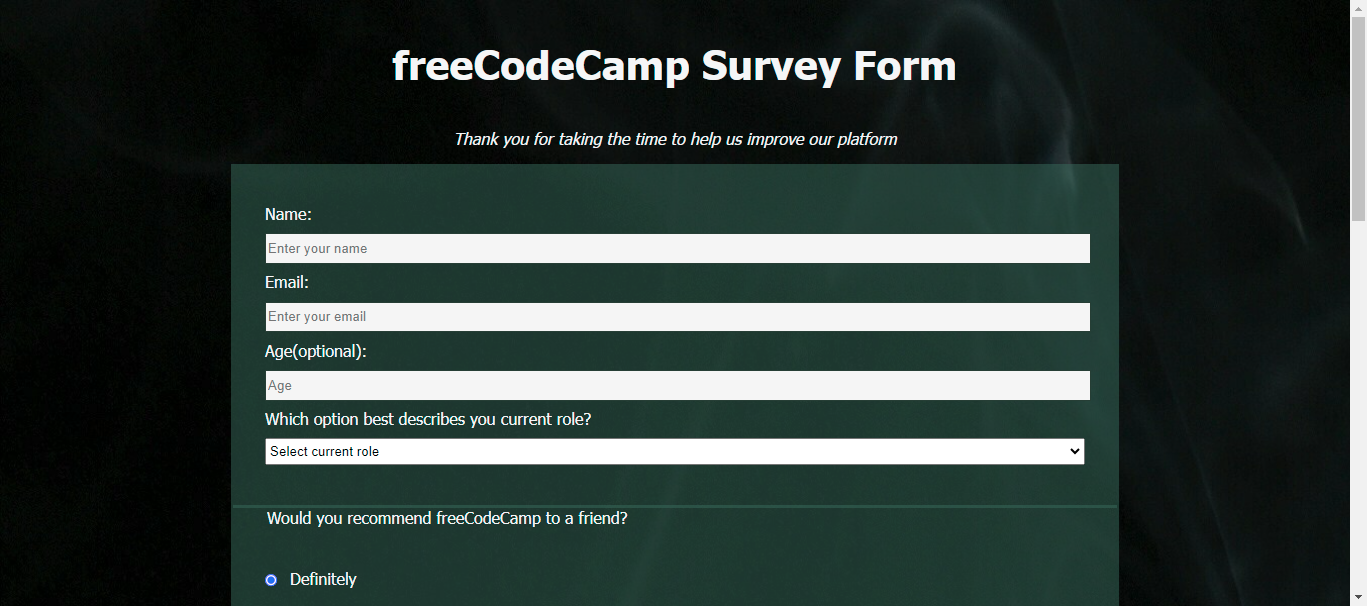 freeCodeCamp Survey Form
Thank you for taking the time to help us improve our platform
Name:
Enter your name
Email:
Enter your email
Age(optional):
Age
Which option best describes you current role?
Select current role
Would you recommend freeCodeCamp to a friend?
Definitely